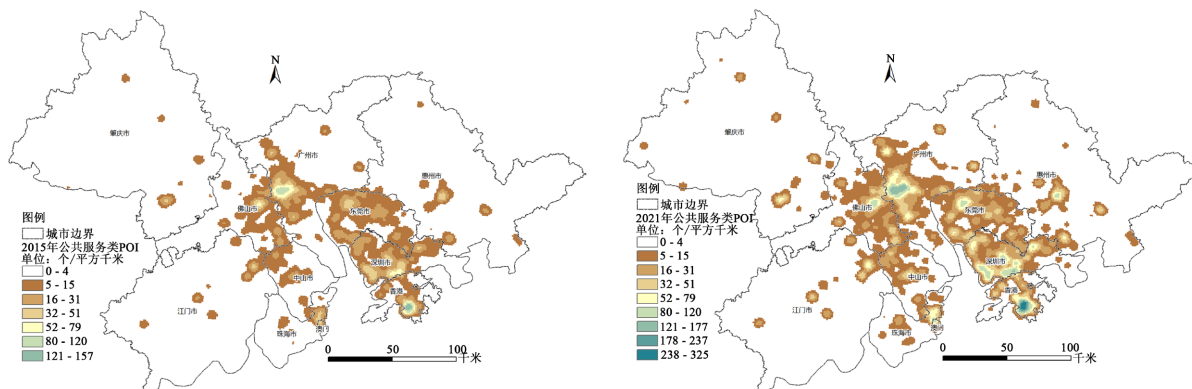 N
肇庆市
广州市
惠州市
佛山市
东莞市
深圳市
中山市
香港
江门市
珠海市
澳门
图例
城市边界
2015年公共服务类POI
单位：个/平方千米
0 - 4
5 - 15
16 - 31
32 - 51
52 - 79
80 - 120
121 - 157
0 50 100
千米
N
肇庆市
广州市
惠州市
佛山市
东莞市
深圳市
中山市
香港
江门市
珠海市
澳门
图例
城市边界
2021年公共服务类POI
单位：个/平方千米
0 - 4
5 - 15
16 - 31
32 - 51
52 - 79
80 - 120
121 - 177
178 - 237
238 - 325
0 50 100
千米